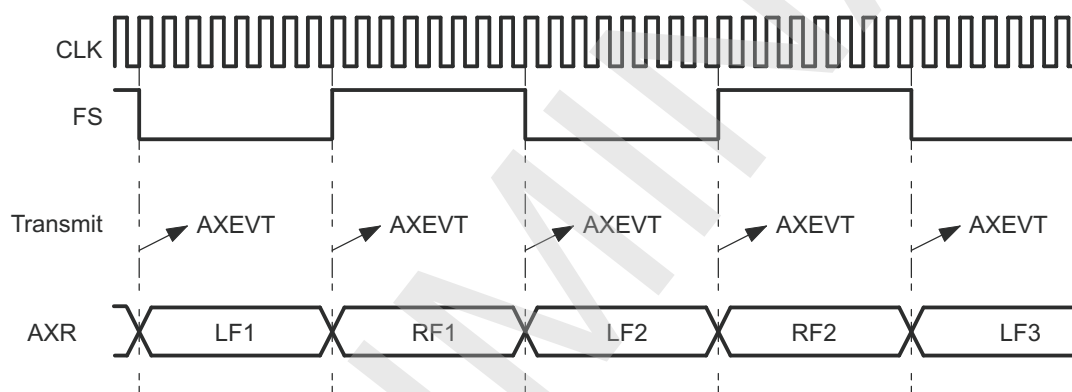 CLK
FS
Transmit AXEVT AXEVT AXEVT AXEVT AXEVT
AXR LF1 RF1 LF2 RF2 LF3